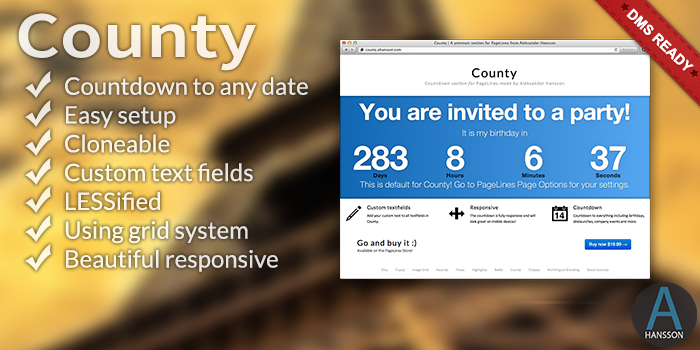 County
Countdown to any date
Easy setup
Cloneable
Custom text fields
LESSified
Using grid system
Beautiful responsive
DMS READY
County | A premium section for PageLines from Aleksander Hansson
county.ahansson.com
County
Countdown section for PageLines made by Aleksander Hansson
You are invited to a party!
It is my birthday in
283 8 6 37
Days Hours Minutes Seconds
This is default for County! Go to PageLines Page Options for your settings.
Custom textfields
Add your custom text to all textfields in County.
Responsive
The countdown is fully responsive and will look great on mobile devices!
14
Countdown
Countdown to everything including birthdays, siteluanches, company events and more.
Go and buy it :)
Available on the PageLines Store!
Buy now $19.99 →
A
HANSSON